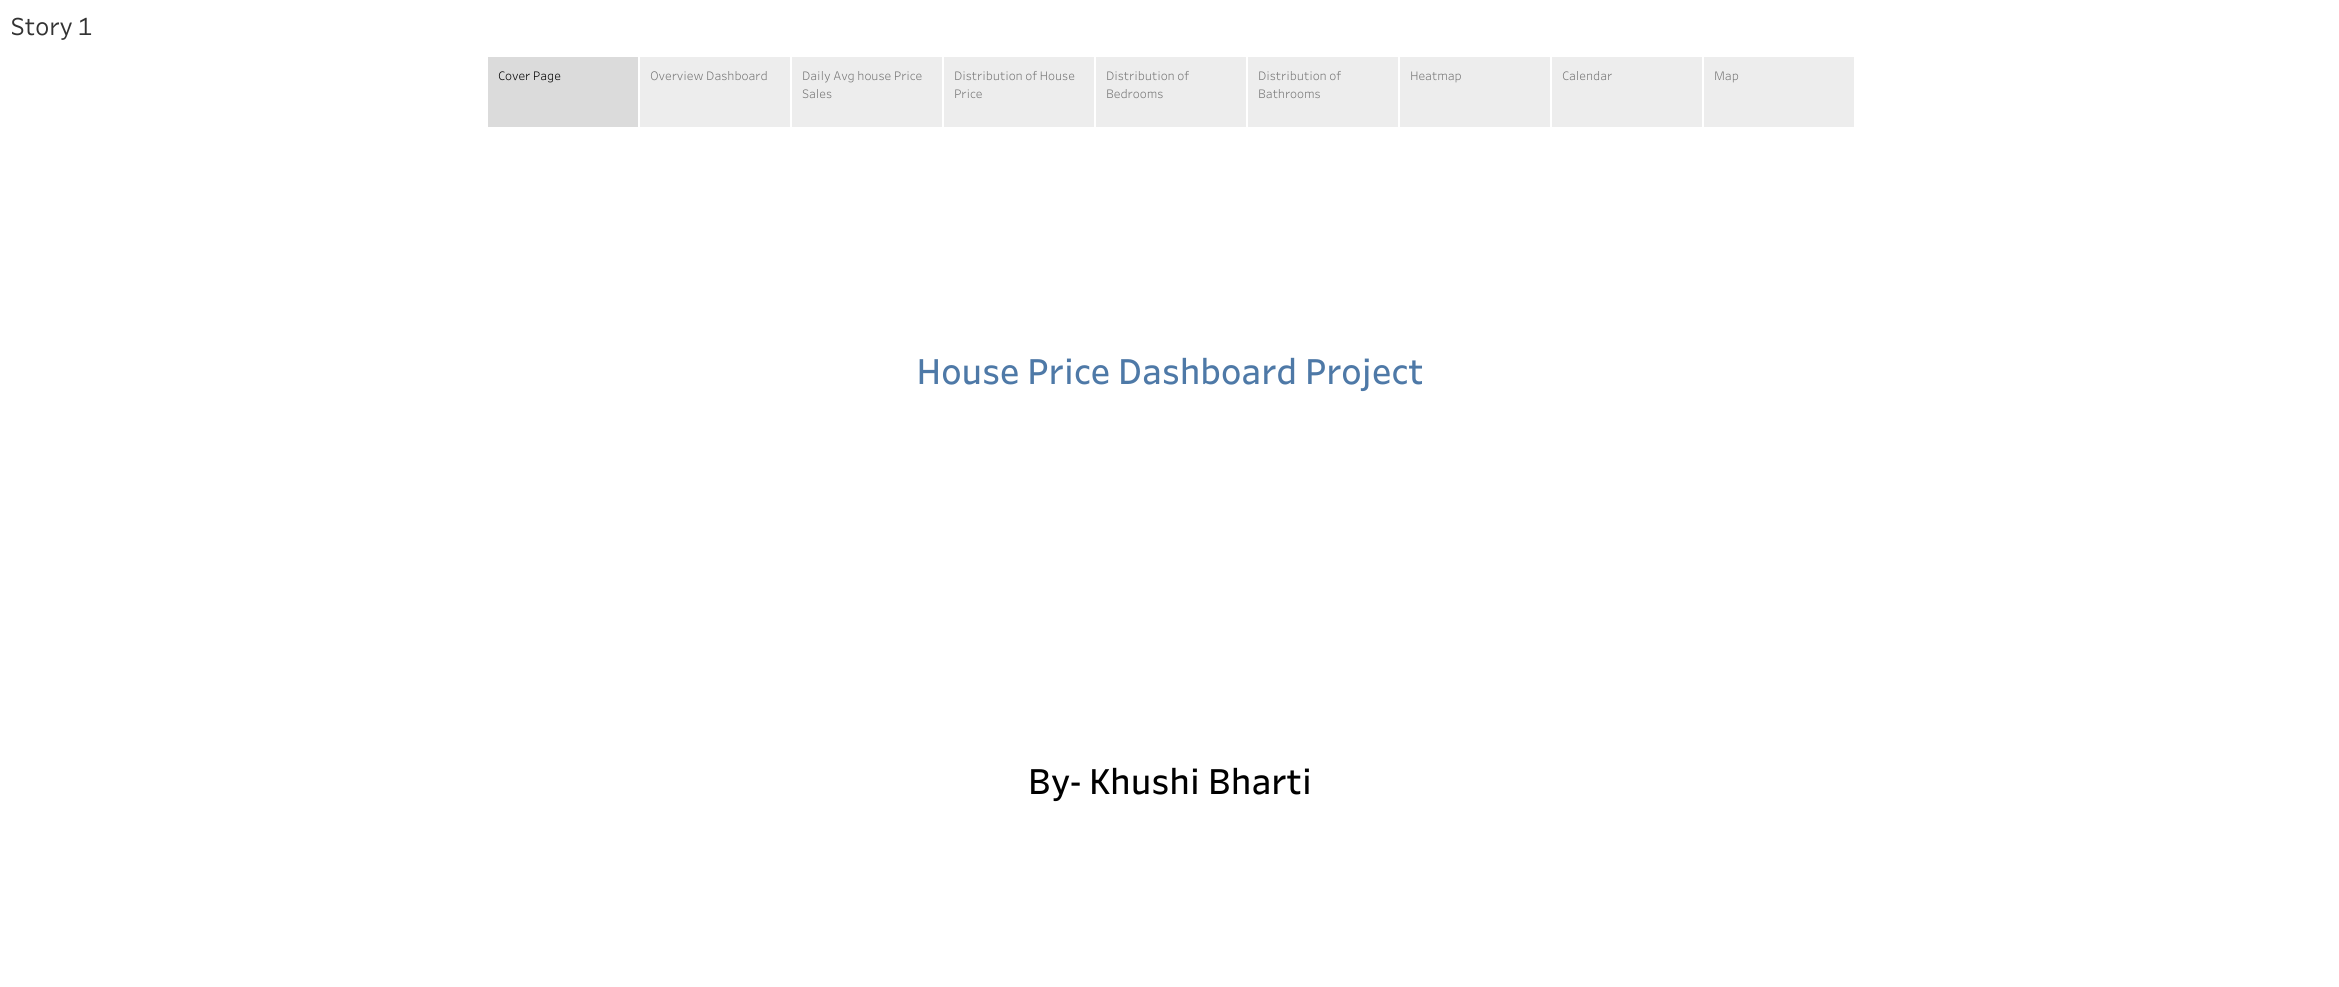 Story 1
Cover Page
Overview Dashboard
Daily Avg house Price
Sales
Distribution of House
Price
Distribution of
Bedrooms
Distribution of
Bathrooms
Heatmap
Calendar
Map
House Price Dashboard Project
By- Khushi Bharti